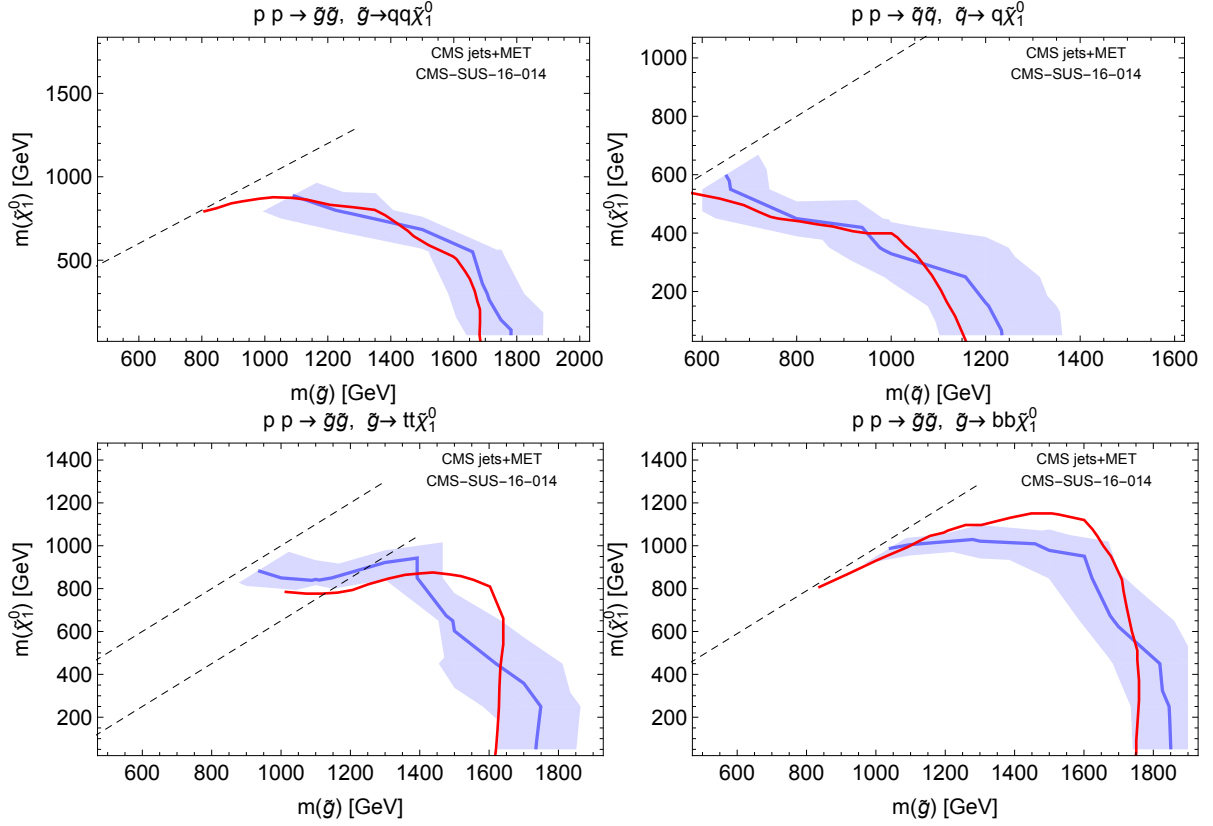 p p → g̃g̃, g̃→qqχ̃₁⁰
CMS jets+MET
CMS−SUS−16−014
m(χ̃₁⁰) [GeV]
1500
1000
500
600 800 1000 1200 1400 1600 1800 2000
m(g̃) [GeV]
p p → q̃q̃, q̃→ qχ̃₁⁰
CMS jets+MET
CMS−SUS−16−014
m(χ̃₁⁰) [GeV]
1000
800
600
400
200
600 800 1000 1200 1400 1600
m(q̃) [GeV]
p p → g̃g̃, g̃→ ttχ̃₁⁰
CMS jets+MET
CMS−SUS−16−014
m(χ̃₁⁰) [GeV]
1400
1200
1000
800
600
400
200
600 800 1000 1200 1400 1600 1800
m(g̃) [GeV]
p p → g̃g̃, g̃→ bbχ̃₁⁰
CMS jets+MET
CMS−SUS−16−014
m(χ̃₁⁰) [GeV]
1400
1200
1000
800
600
400
200
600 800 1000 1200 1400 1600 1800
m(g̃) [GeV]